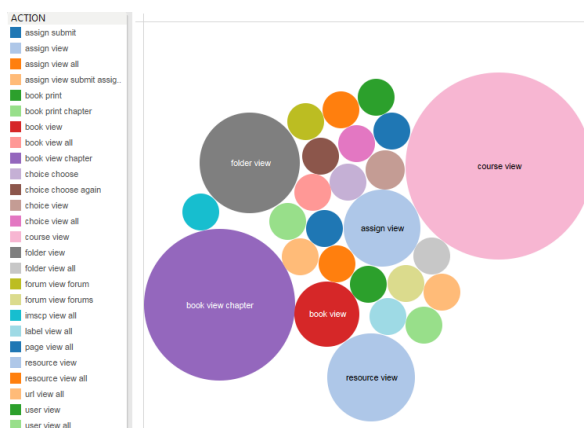 ACTION
assign submit
assign view
assign view all
assign view submit assig..
book print
book print chapter
book view
book view all
book view chapter
choice choose
choice choose again
choice view
choice view all
course view
folder view
folder view all
forum view forum
forum view forums
imscp view all
label view all
page view all
resource view
resource view all
url view all
user view
user view all
folder view
course view
assign view
book view chapter
book view
resource view